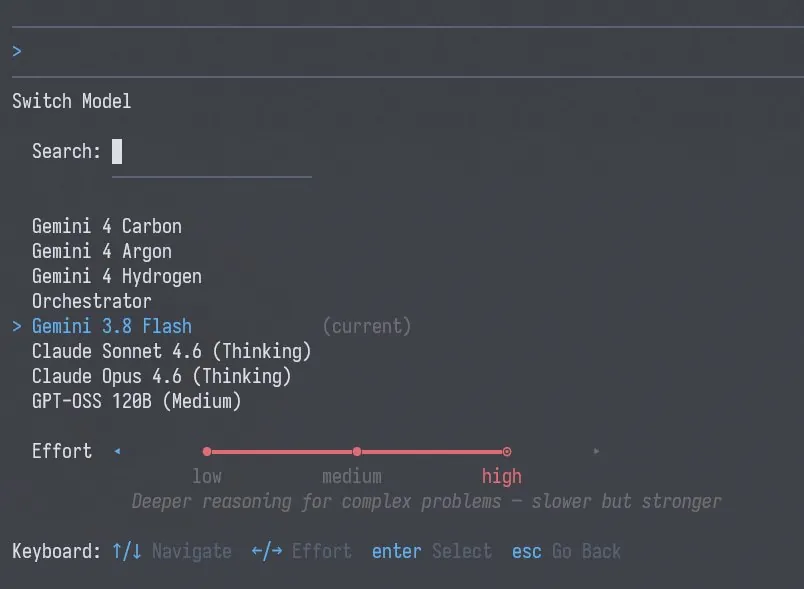 >
Switch Model
Search:
Gemini 4 Carbon
Gemini 4 Argon
Gemini 4 Hydrogen
Orchestrator
> Gemini 3.8 Flash (current)
Claude Sonnet 4.6 (Thinking)
Claude Opus 4.6 (Thinking)
GPT-OSS 120B (Medium)
Effort
low medium high
Deeper reasoning for complex problems — slower but stronger
Keyboard: ↑/↓ Navigate ←/→ Effort enter Select esc Go Back